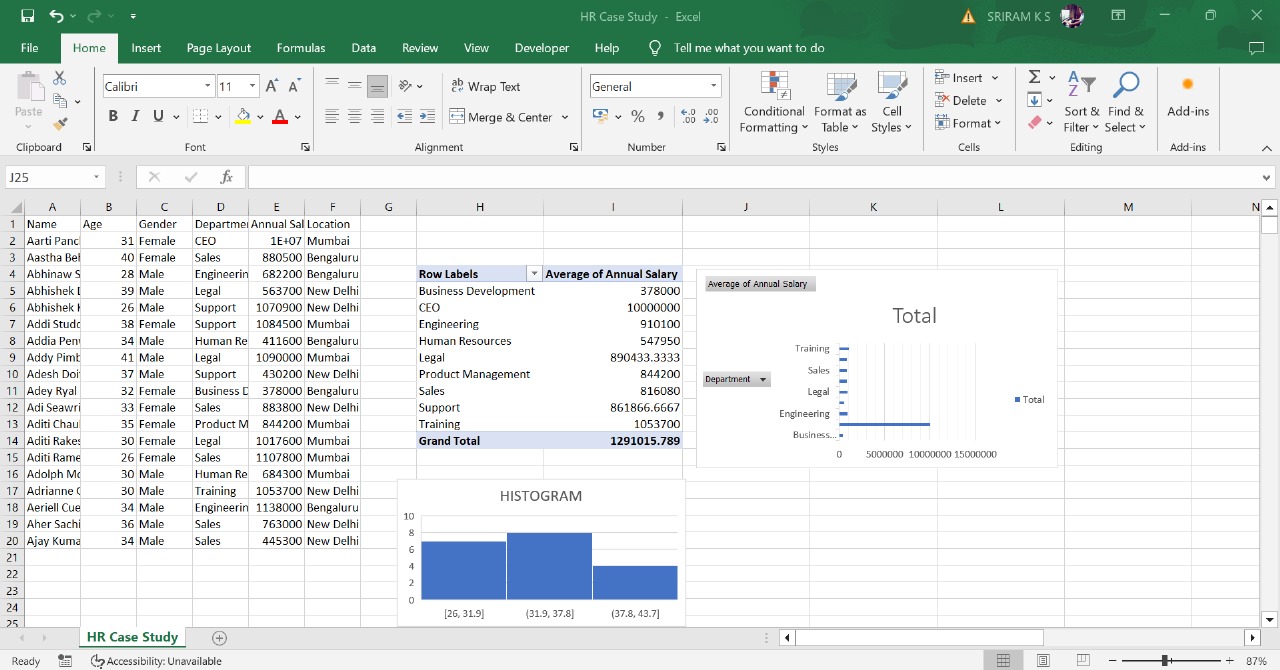 HR Case Study - Excel
SRIRAM K S
File Home Insert Page Layout Formulas Data Review View Developer Help Tell me what you want to do
Paste
Calibri 11
B I U
A A A
ab Wrap Text
Merge & Center
General
% ,
Conditional Formatting
Format as Table
Cell Styles
Insert
Delete
Format
Sort & Filter
Find & Select
Add-ins
Clipboard Font Alignment Number Styles Cells Editing Add-ins
J25 fx
A B C D E F G H I J K L M N
1 Name Age Gender Departme Annual Sal Location
2 Aarti Panc 31 Female CEO 1E+07 Mumbai
3 Aastha Bel 40 Female Sales 880500 Bengaluru
4 Abhinaw S 28 Male Engineerin 682200 Bengaluru
5 Abhishek 39 Male Legal 563700 New Delhi
6 Abhishek 26 Male Support 1070900 New Delhi
7 Addi Stude 38 Female Support 1084500 Mumbai
8 Addia Pen 34 Male Human Re 411600 Bengaluru
9 Addy Pimb 41 Male Legal 1090000 Mumbai
10 Adesh Doi 37 Male Support 430200 New Delhi
11 Adey Ryal 32 Female Business D 378000 Bengaluru
12 Adi Seawri 33 Female Sales 883800 New Delhi
13 Aditi Chau 35 Female Product M 844200 Mumbai
14 Aditi Rakes 30 Female Legal 1017600 Mumbai
15 Aditi Rame 26 Female Sales 1107800 Mumbai
16 Adolph Mc 30 Male Human Re 684300 Mumbai
17 Adrianne 30 Male Training 1053700 New Delhi
18 Aeriell Cue 34 Male Engineerin 1138000 Bengaluru
19 Aher Sachi 36 Male Sales 763000 New Delhi
20 Ajay Kuma 34 Male Sales 445300 New Delhi
21
22
23
24
25
Row Labels Average of Annual Salary
Business Development 378000
CEO 10000000
Engineering 910100
Human Resources 547950
Legal 890433.3333
Product Management 844200
Sales 816080
Support 861866.6667
Training 1053700
Grand Total 1291015.789
Average of Annual Salary
Total
Department
Training
Sales
Legal
Engineering
Business...
0 5000000 10000000 15000000
Total
HISTOGRAM
10
8
6
4
2
0
[26, 31.9] (31.9, 37.8] (37.8, 43.7]
HR Case Study
Ready Accessibility: Unavailable 87%